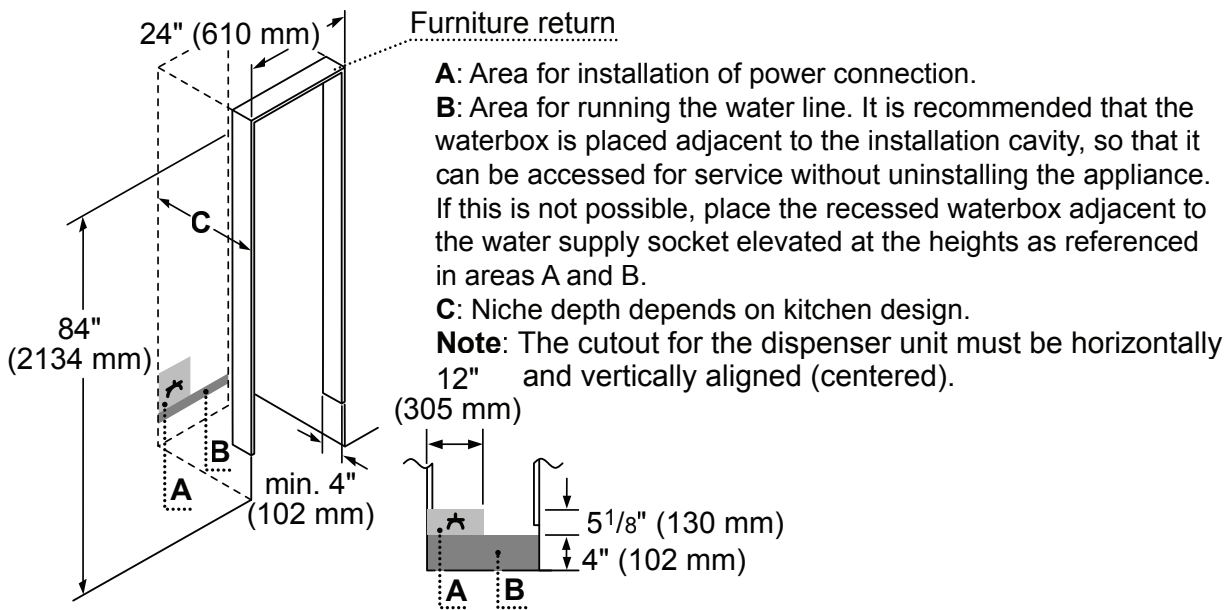 24" (610 mm)
Furniture return
A: Area for installation of power connection.
B: Area for running the water line. It is recommended that the
waterbox is placed adjacent to the installation cavity, so that it
can be accessed for service without uninstalling the appliance.
If this is not possible, place the recessed waterbox adjacent to
the water supply socket elevated at the heights as referenced
in areas A and B.
C: Niche depth depends on kitchen design.
Note: The cutout for the dispenser unit must be horizontally
and vertically aligned (centered).
C
84"
(2134 mm)
B
A
min. 4"
(102 mm)
12"
(305 mm)
5 1/8" (130 mm)
4" (102 mm)
A
B